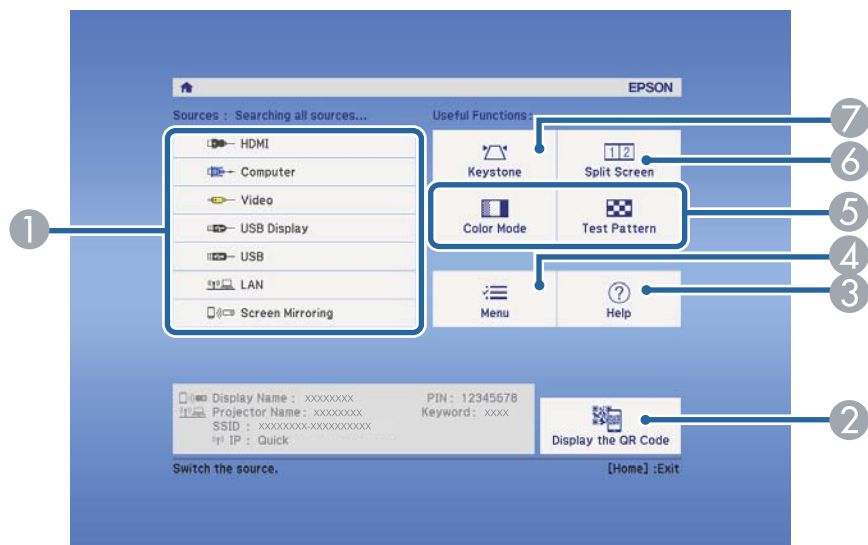 EPSON
Sources : Searching all sources...
HDMI
Computer
Video
USB Display
USB
LAN
Screen Mirroring
Useful Functions :
Keystone
Split Screen
Color Mode
Test Pattern
Menu
Help
7
6
5
4
3
1
Display Name : xxxxxxxx
Projector Name : xxxxxxxx
SSID : xxxxxxxx-xxxxxxxxxx
IP : Quick
PIN : 12345678
Keyword : xxxx
Display the QR Code
2
Switch the source.
[Home] :Exit